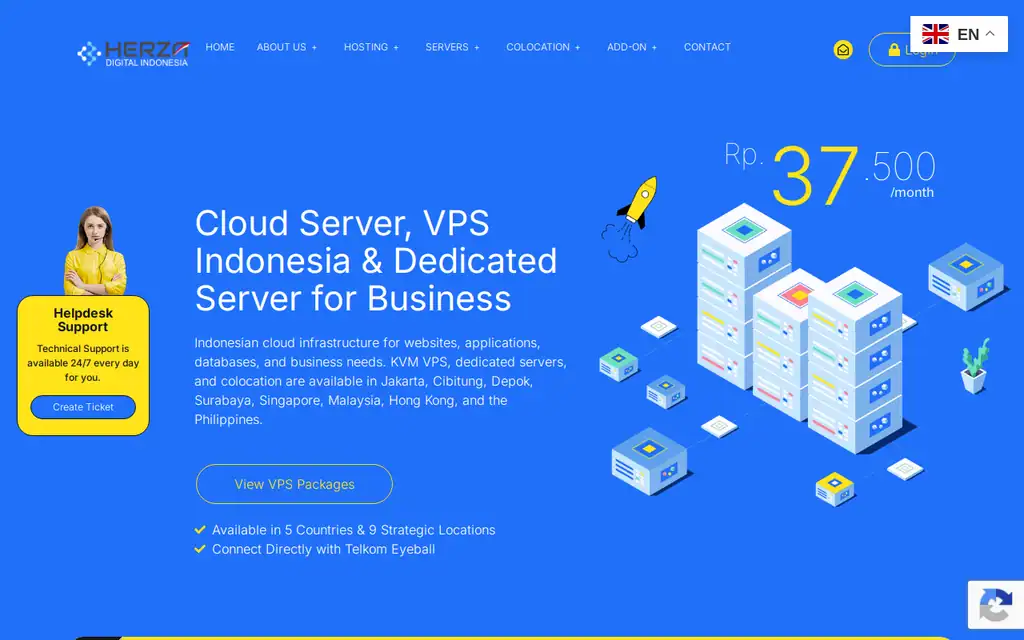 HERZA
DIGITAL INDONESIA
HOME
ABOUT US +
HOSTING +
SERVERS +
COLOCATION +
ADD-ON +
CONTACT
Login
EN
Rp. 37.500
/month
Cloud Server, VPS
Indonesia & Dedicated
Server for Business
Helpdesk
Support
Technical Support is
available 24/7 every day
for you.
Create Ticket
Indonesian cloud infrastructure for websites, applications,
databases, and business needs. KVM VPS, dedicated servers,
and colocation are available in Jakarta, Cibitung, Depok,
Surabaya, Singapore, Malaysia, Hong Kong, and the
Philippines.
View VPS Packages
Available in 5 Countries & 9 Strategic Locations
Connect Directly with Telkom Eyeball